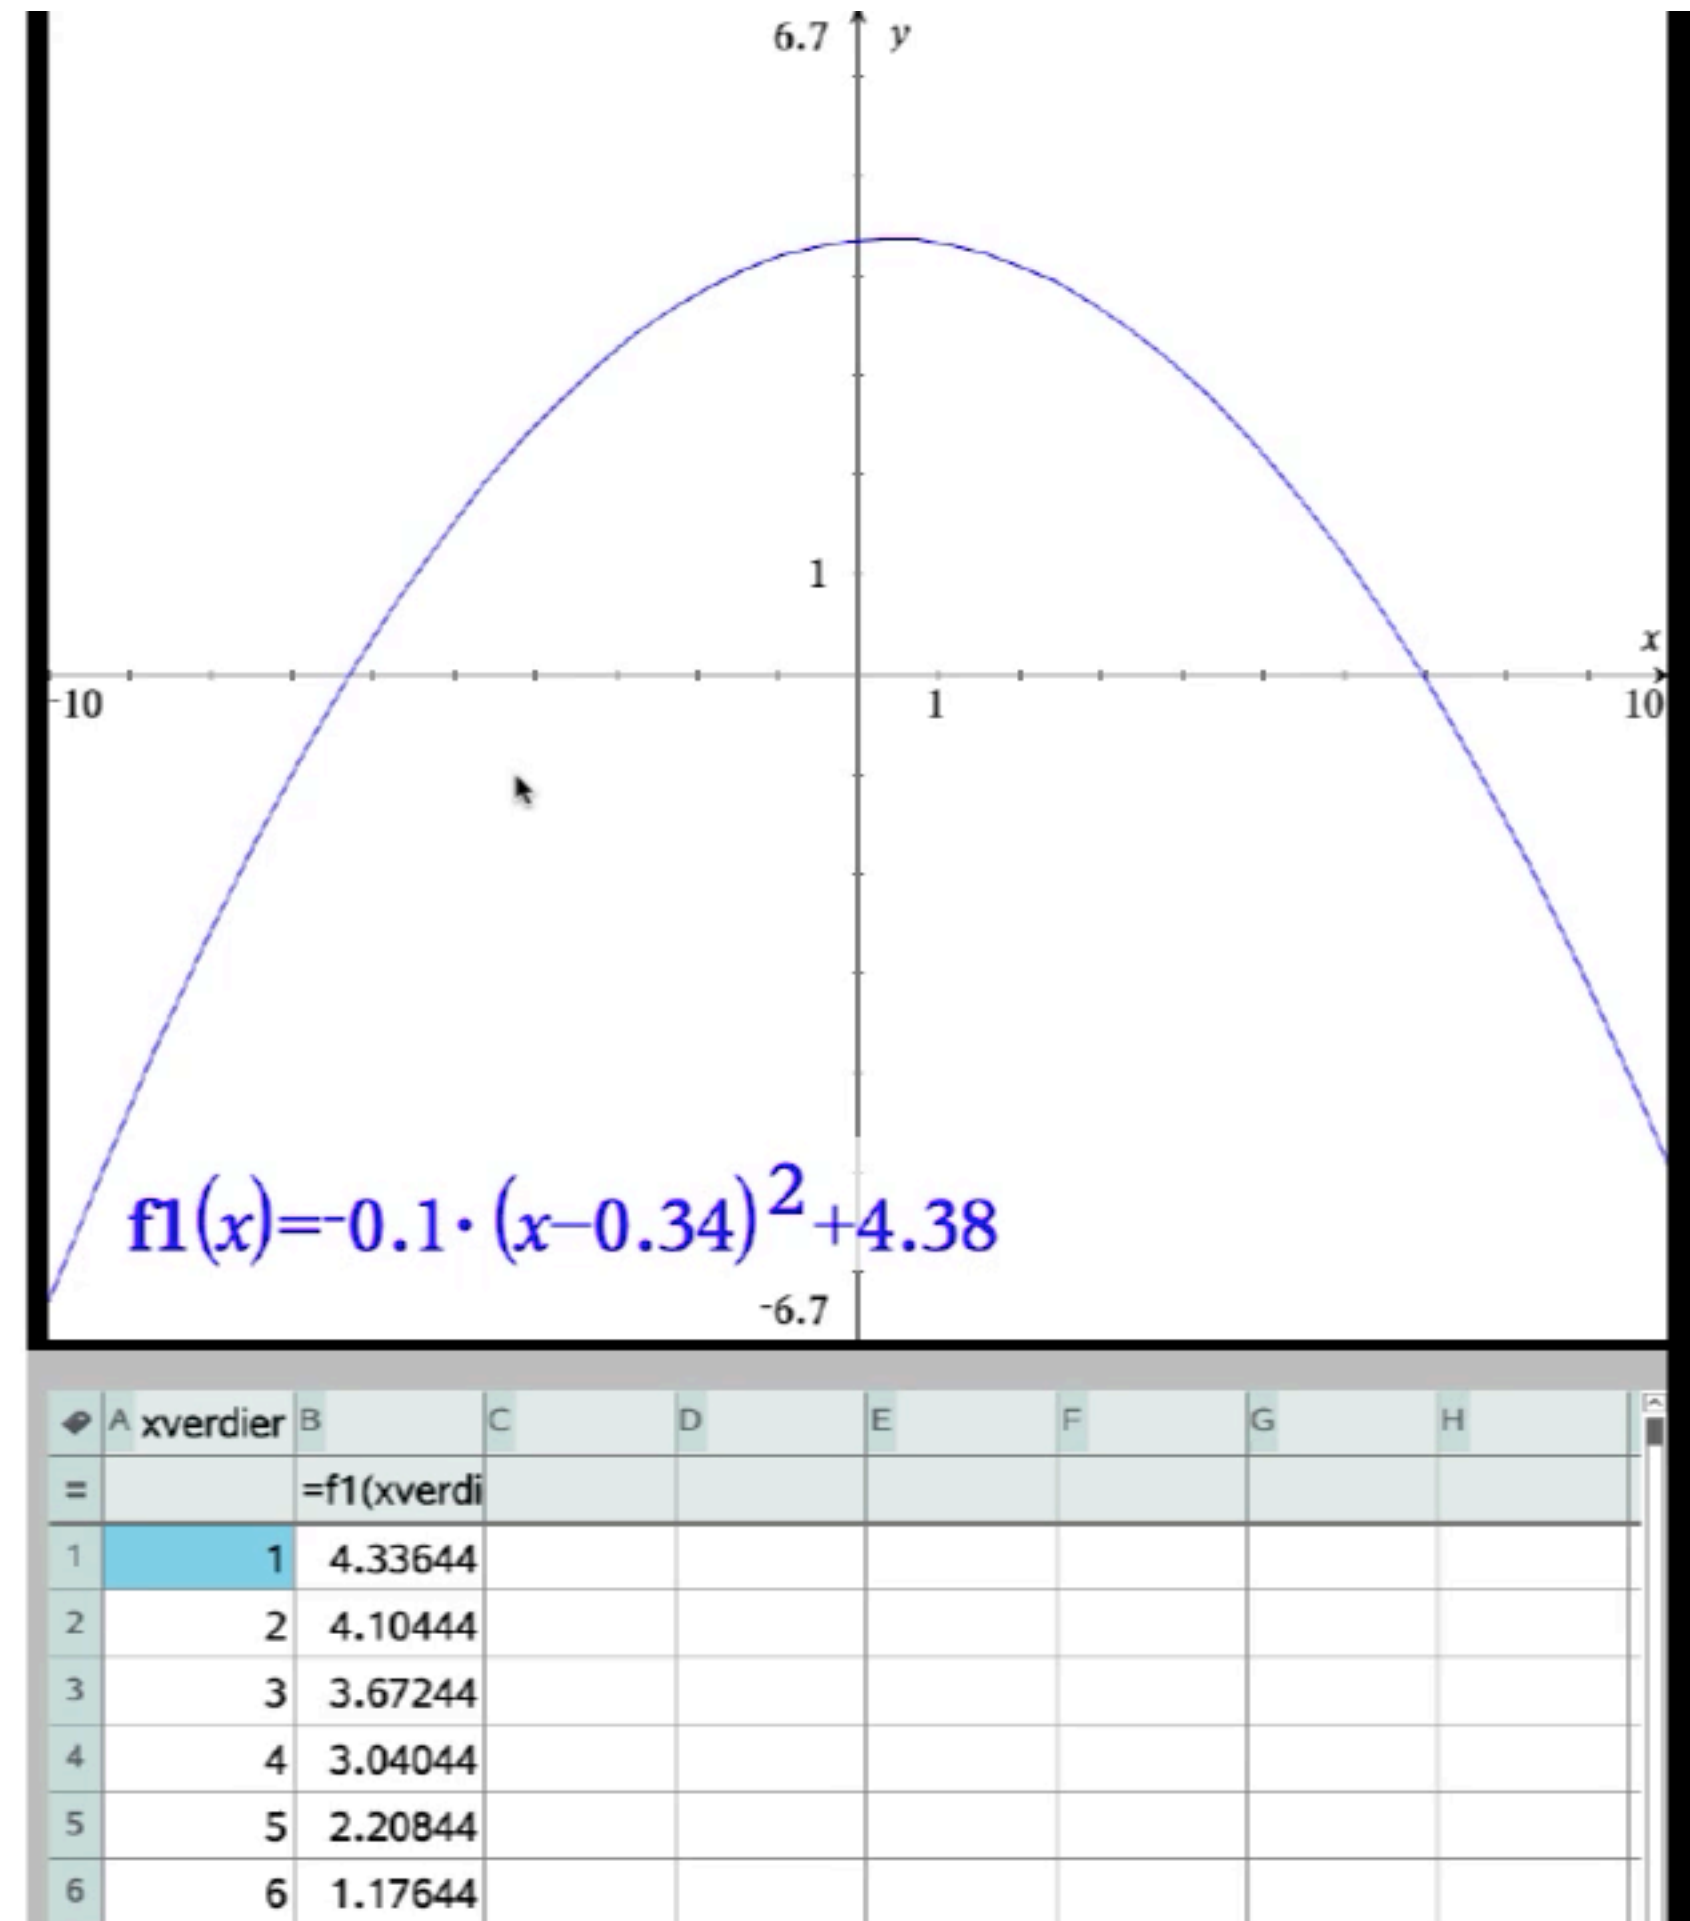 6.7 y
1
x
-10 1 10
f1(x)=-0.1·(x-0.34)²+4.38
-6.7
A xverdier B C D E F G H
= =f1(xverdi
1 1 4.33644
2 2 4.10444
3 3 3.67244
4 4 3.04044
5 5 2.20844
6 6 1.17644